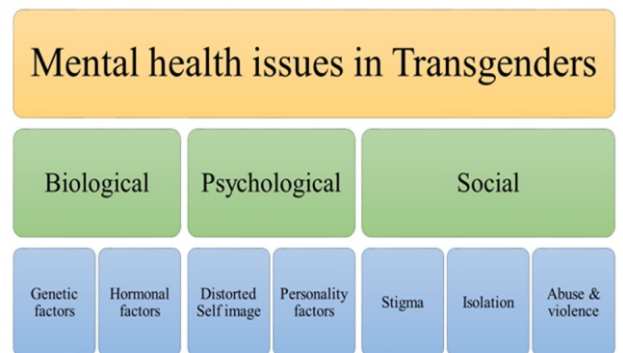 Mental health issues in Transgenders
Biological
Psychological
Social
Genetic
factors
Hormonal
factors
Distorted
Self image
Personality
factors
Stigma
Isolation
Abuse &
violence